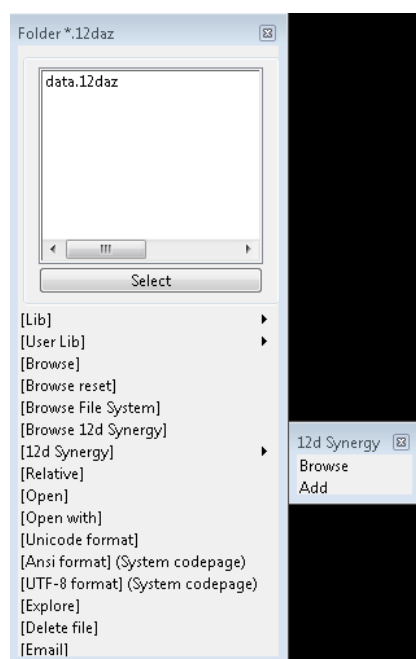 Folder *.12daz
data.12daz
Select
[Lib]
[User Lib]
[Browse]
[Browse reset]
[Browse File System]
[Browse 12d Synergy]
[12d Synergy]
[Relative]
[Open]
[Open with]
[Unicode format]
[Ansi format] (System codepage)
[UTF-8 format] (System codepage)
[Explore]
[Delete file]
[Email]
12d Synergy
Browse
Add